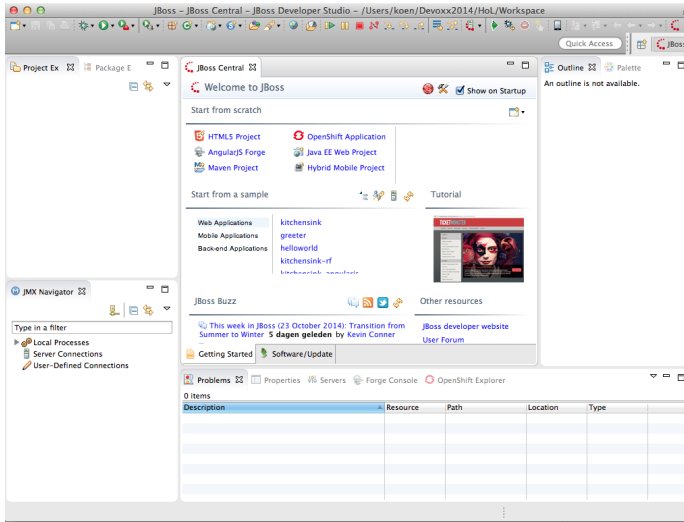 JBoss – JBoss Central – JBoss Developer Studio – /Users/koen/Devoxx2014/HoL/Workspace
Quick Access
JBoss
Project Ex
Package E
JBoss Central
Outline
Palette
Welcome to JBoss
Show on Startup
An outline is not available.
Start from scratch
HTML5 Project
OpenShift Application
AngularJS Forge
Java EE Web Project
Maven Project
Hybrid Mobile Project
Start from a sample
Tutorial
Web Applications
kitchensink
Mobile Applications
greeter
Back-end Applications
helloworld
kitchensink-rf
kitchensink-angularjs
TICKETMONSTER
JMX Navigator
Type in a filter
Local Processes
Server Connections
User-Defined Connections
JBoss Buzz
Other resources
This week in JBoss (23 October 2014): Transition from
Summer to Winter 5 dagen geleden by Kevin Conner
JBoss developer website
User Forum
Getting Started
Software/Update
Problems
Properties
Servers
Forge Console
OpenShift Explorer
0 items
Description
Resource
Path
Location
Type